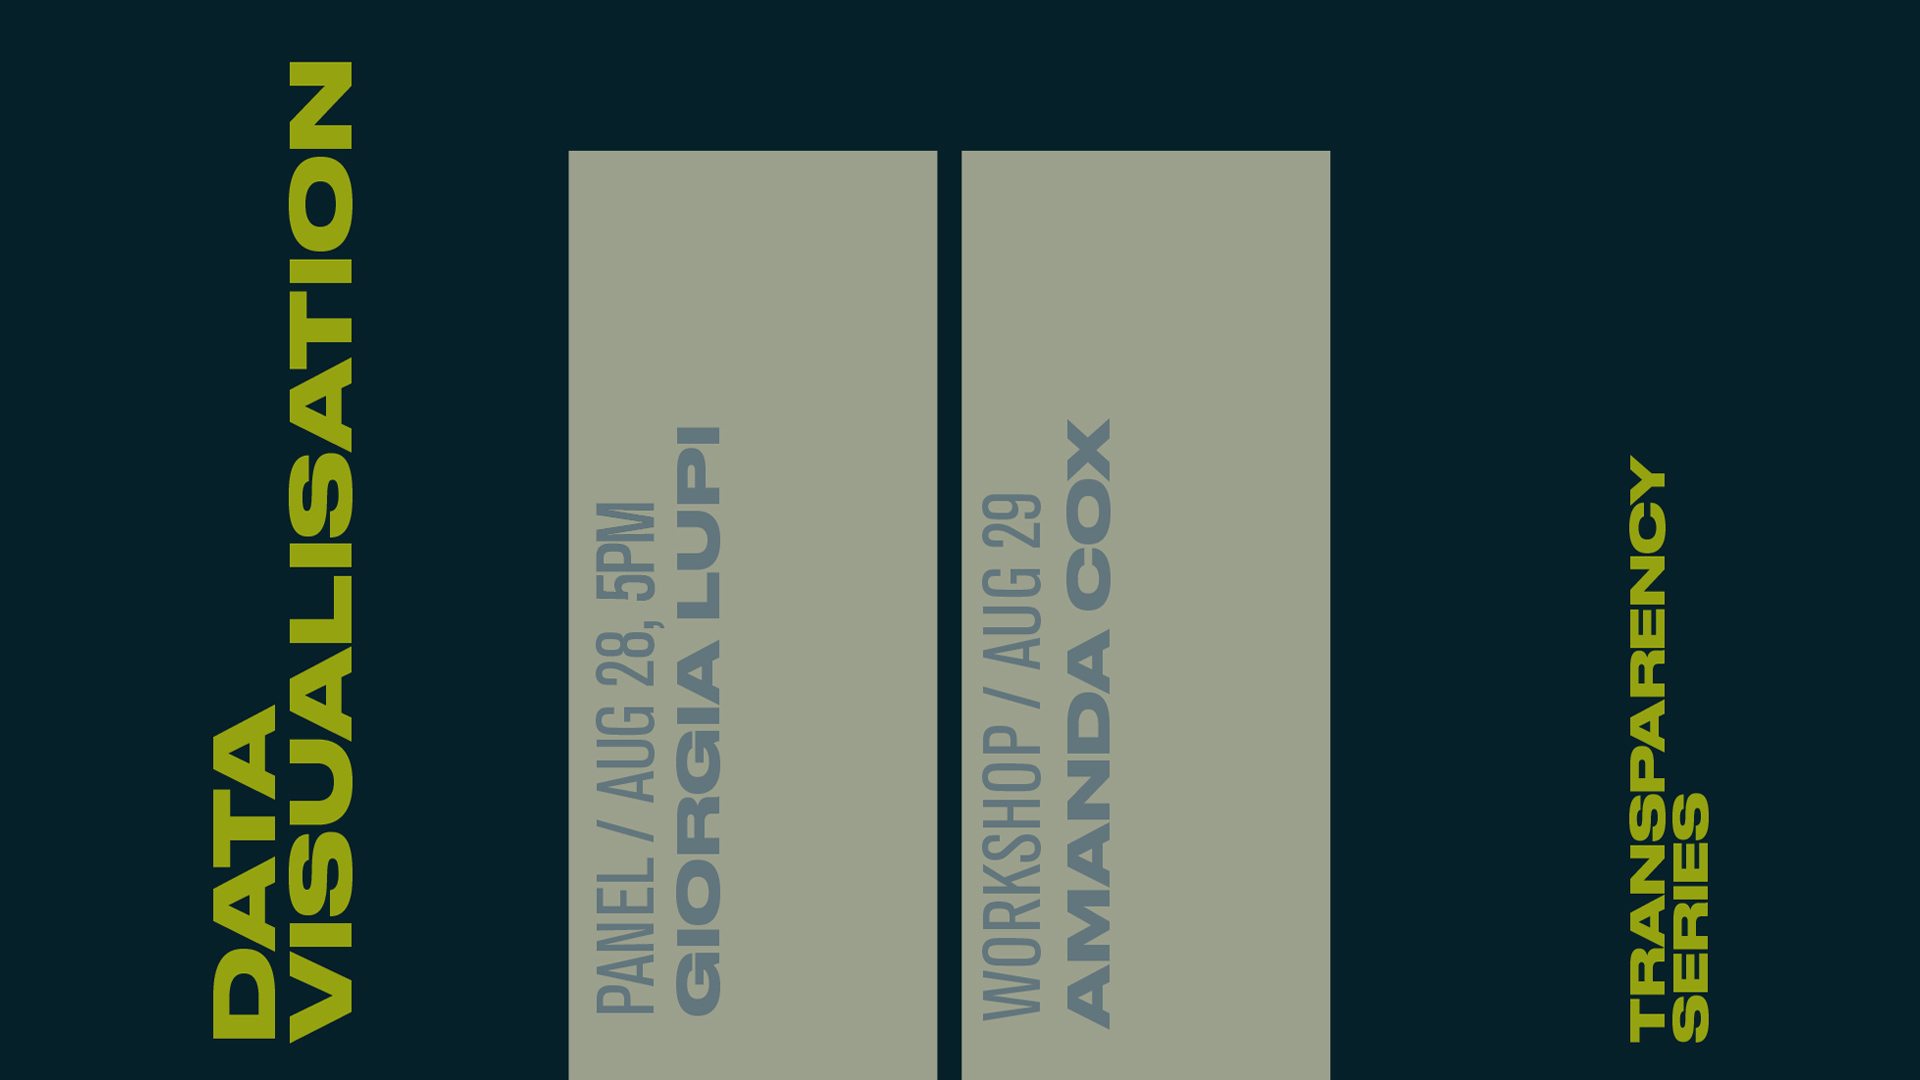 DATA
VISUALISATION
PANEL / AUG 28, 5PM
GIORGIA LUPI
WORKSHOP / AUG 29
AMANDA COX
TRANSPARENCY
SERIES